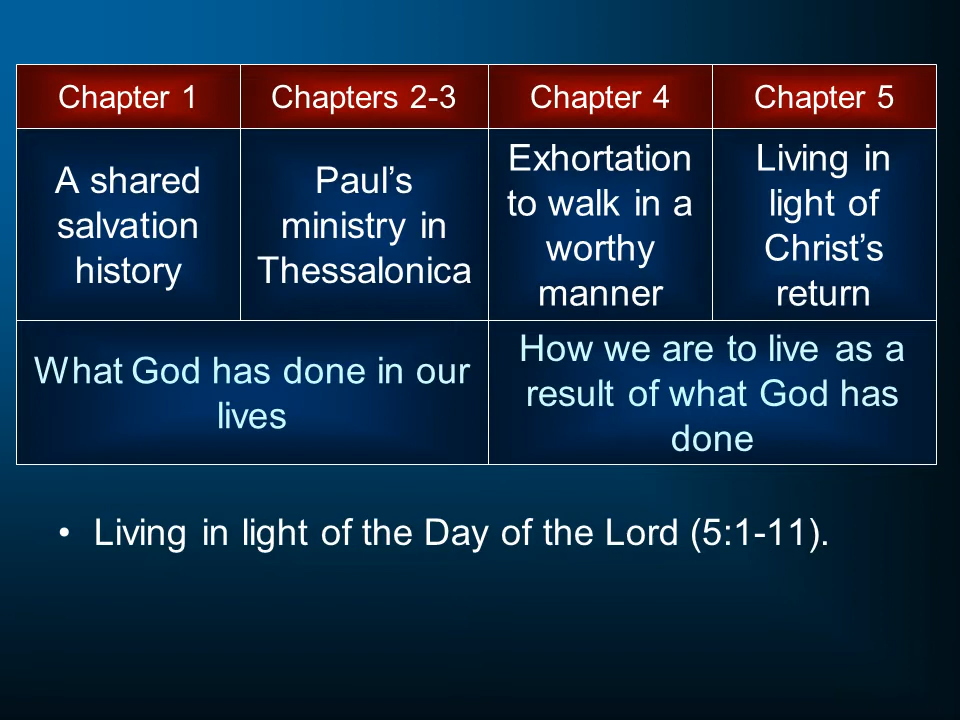 Chapter 1
Chapters 2-3
Chapter 4
Chapter 5
A shared
salvation
history
Paul’s
ministry in
Thessalonica
Exhortation
to walk in a
worthy
manner
Living in
light of
Christ’s
return
What God has done in our
lives
How we are to live as a
result of what God has
done
• Living in light of the Day of the Lord (5:1-11).